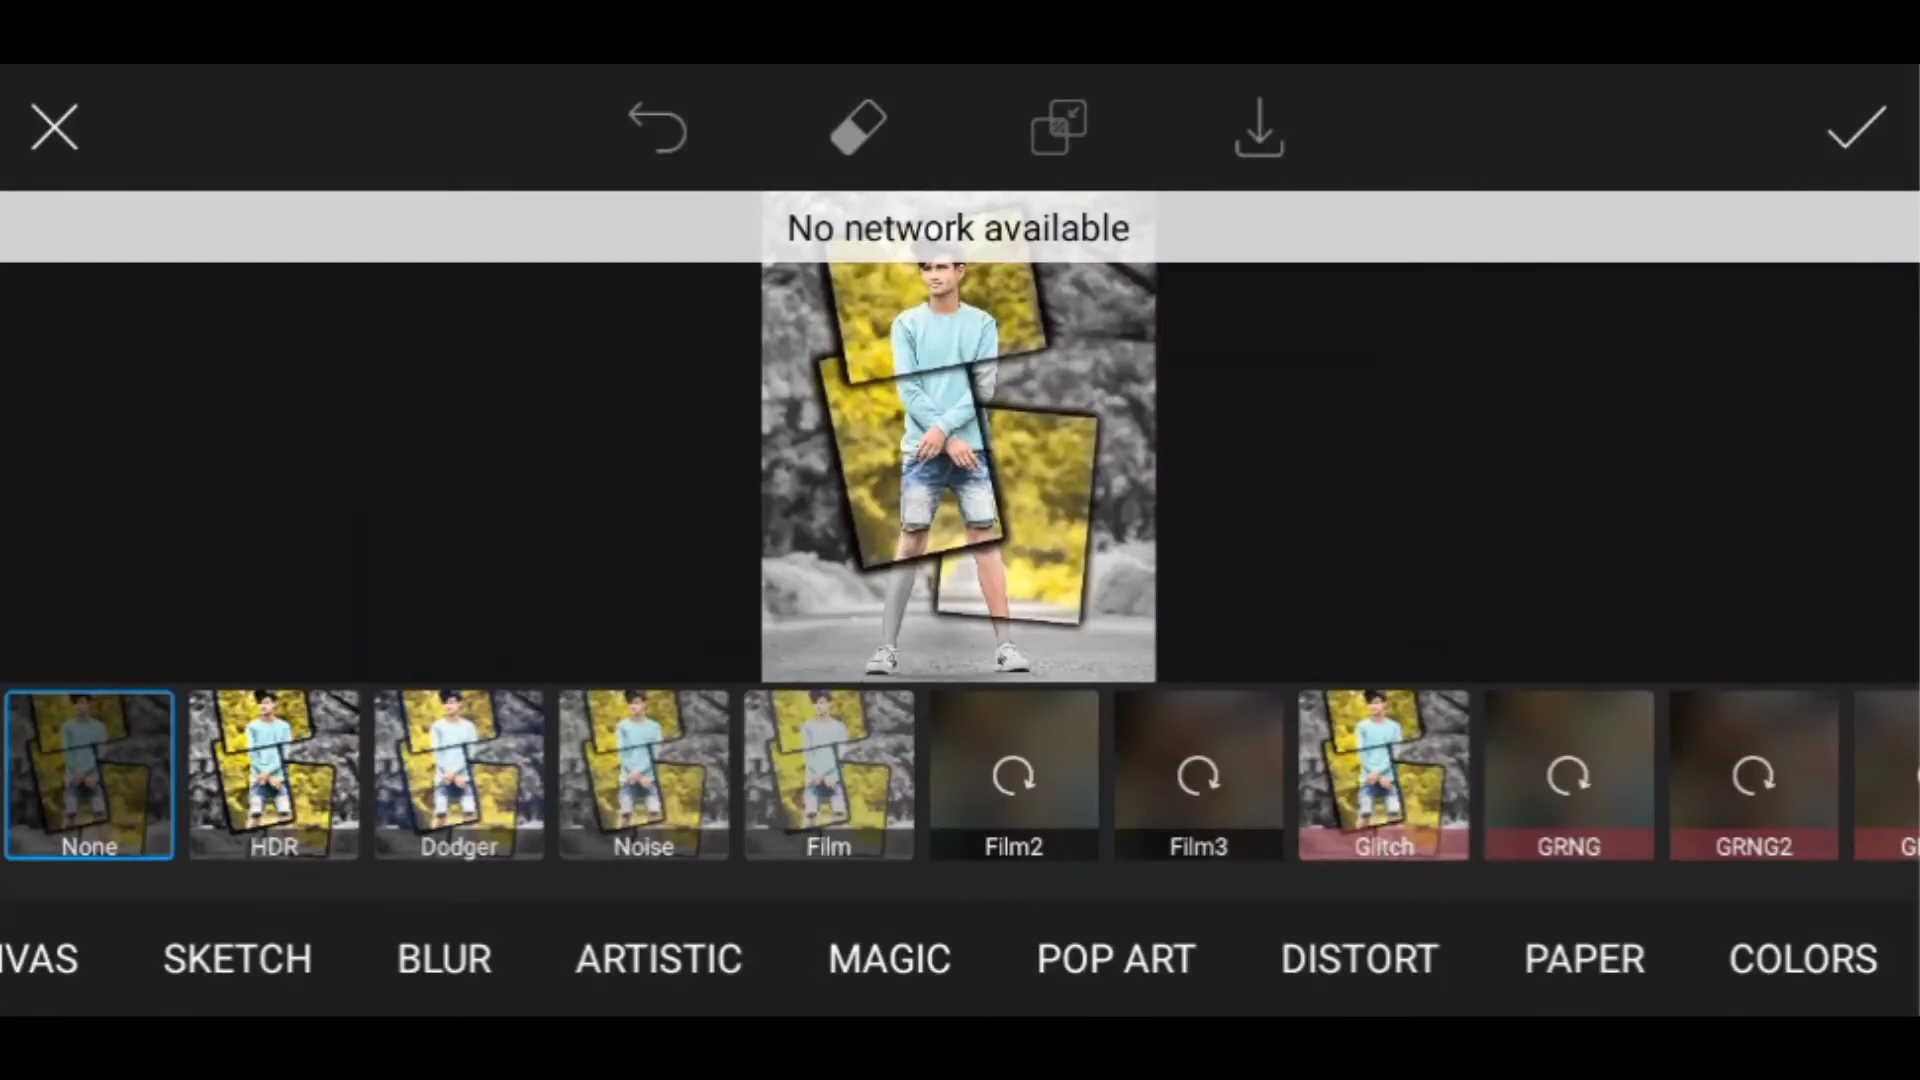 No network available
None HDR Dodger Noise Film Film2 Film3 Glitch GRNG GRNG2
SKETCH BLUR ARTISTIC MAGIC POP ART DISTORT PAPER COLORS